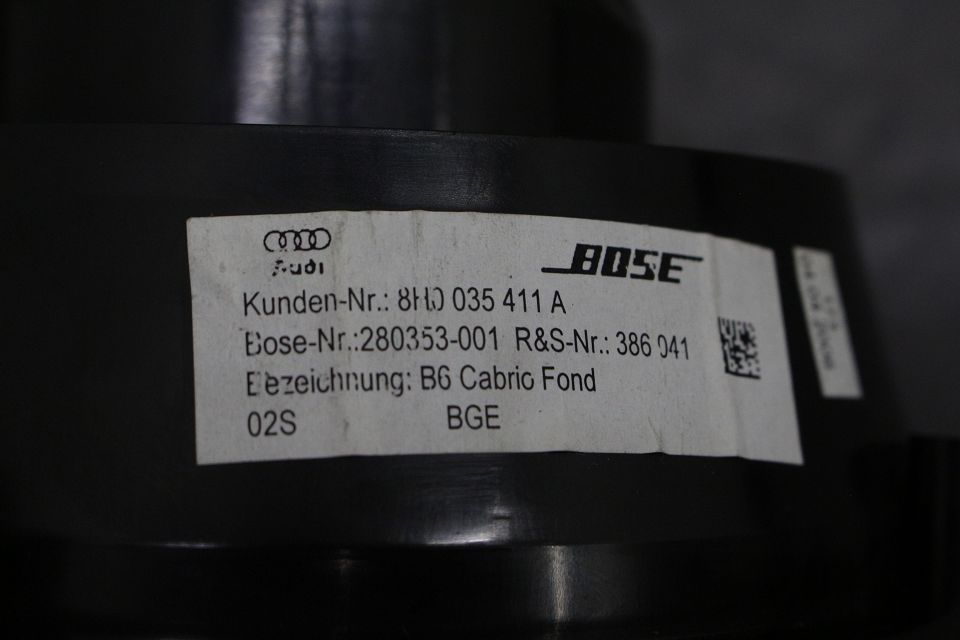 Audi
BOSE
Kunden-Nr.: 8H0 035 411 A
Bose-Nr.:280353-001 R&S-Nr.: 386 041
Bezeichnung: B6 Cabrio Fond
02S BGE